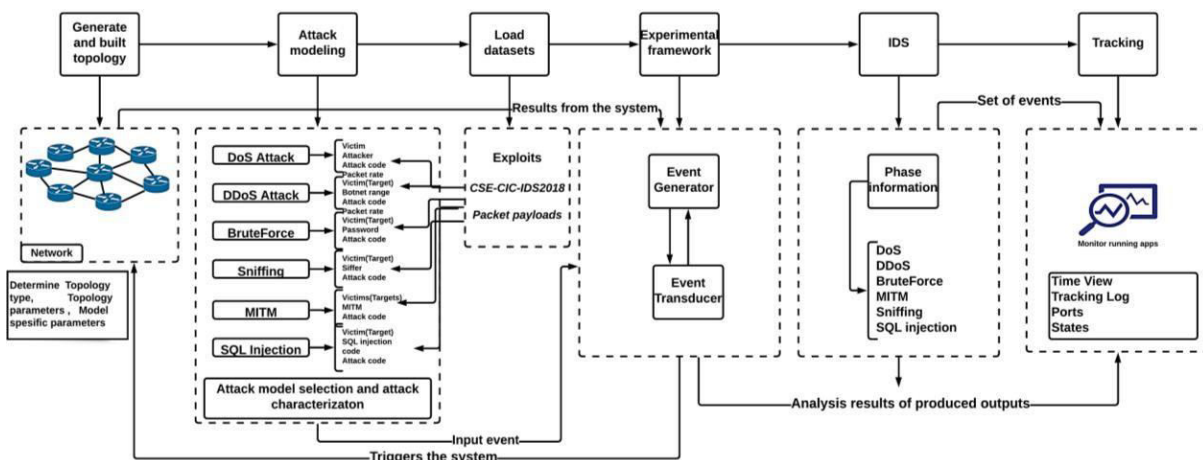 Generate
and built
topology
Attack
modeling
Load
datasets
Experimental
framework
IDS
Tracking
Results from the system
Set of events
Network
Determine Topology
type, Topology
parameters , Model
spesific parameters
DoS Attack
Victim
Attacker
Attack code
Packet rate
DDoS Attack
Victim(Target)
Botnet range
Attack code
Packet rate
BruteForce
Victim(Target)
Password
Attack code
Sniffing
Victim(Target)
Siffer
Attack code
MITM
Victims(Targets)
MITM
Attack code
SQL Injection
Victim(Target)
SQL injection
code
Attack code
Attack model selection and attack
characterizaton
Exploits
CSE-CIC-IDS2018
Packet payloads
Event
Generator
Event
Transducer
Phase
information
DoS
DDoS
BruteForce
MITM
Sniffing
SQL injection
Monitor running apps
Time View
Tracking Log
Ports
States
Analysis results of produced outputs
Input event
Triggers the system